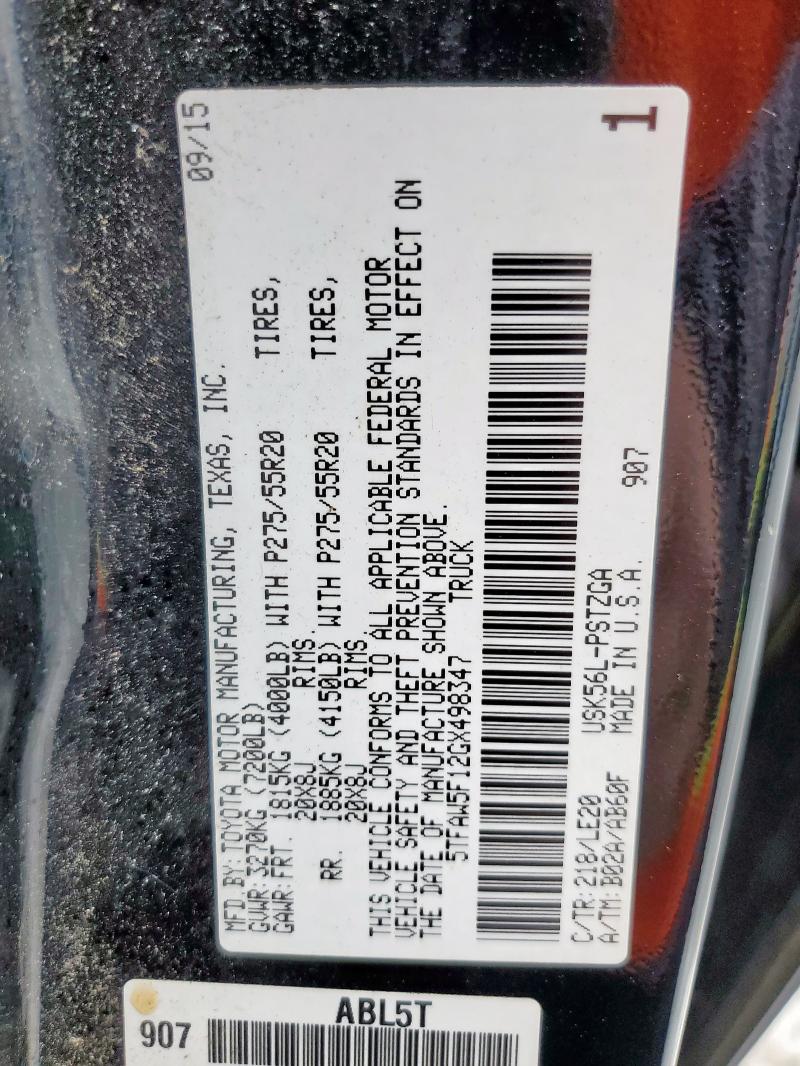 09/15
1
MFD BY: TOYOTA MOTOR MANUFACTURING, TEXAS, INC.
GVWR: 3270KG (7200LB)
GAWR: FRT. 1815KG (4000LB) WITH P275/55R20 TIRES,
20X8J RIMS.
RR. 1885KG (4150LB) WITH P275/55R20 TIRES,
20X8J RIMS
THIS VEHICLE CONFORMS TO ALL APPLICABLE FEDERAL MOTOR
VEHICLE SAFETY AND THEFT PREVENTION STANDARDS IN EFFECT ON
THE DATE OF MANUFACTURE SHOWN ABOVE.
5TFAW5F12GX498347 TRUCK
C/TR: 218/LE20 USK56L-PSTZGA 907
A/TM: B02A/AB60F MADE IN U.S.A.
907 ABL5T